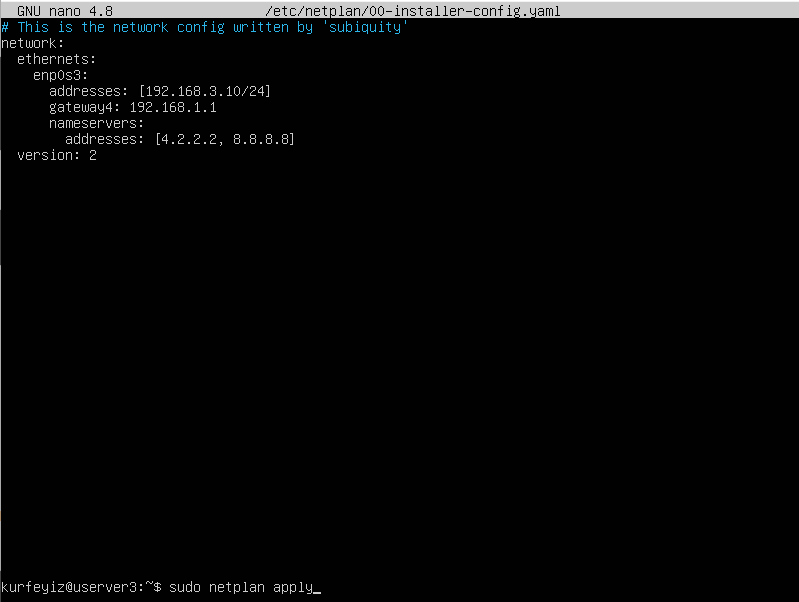 GNU nano 4.8 /etc/netplan/00-installer-config.yaml
# This is the network config written by 'subiquity'
network:
  ethernets:
    enp0s3:
      addresses: [192.168.3.10/24]
      gateway4: 192.168.1.1
      nameservers:
        addresses: [4.2.2.2, 8.8.8.8]
  version: 2
kurfeyiz@userver3:~$ sudo netplan apply_